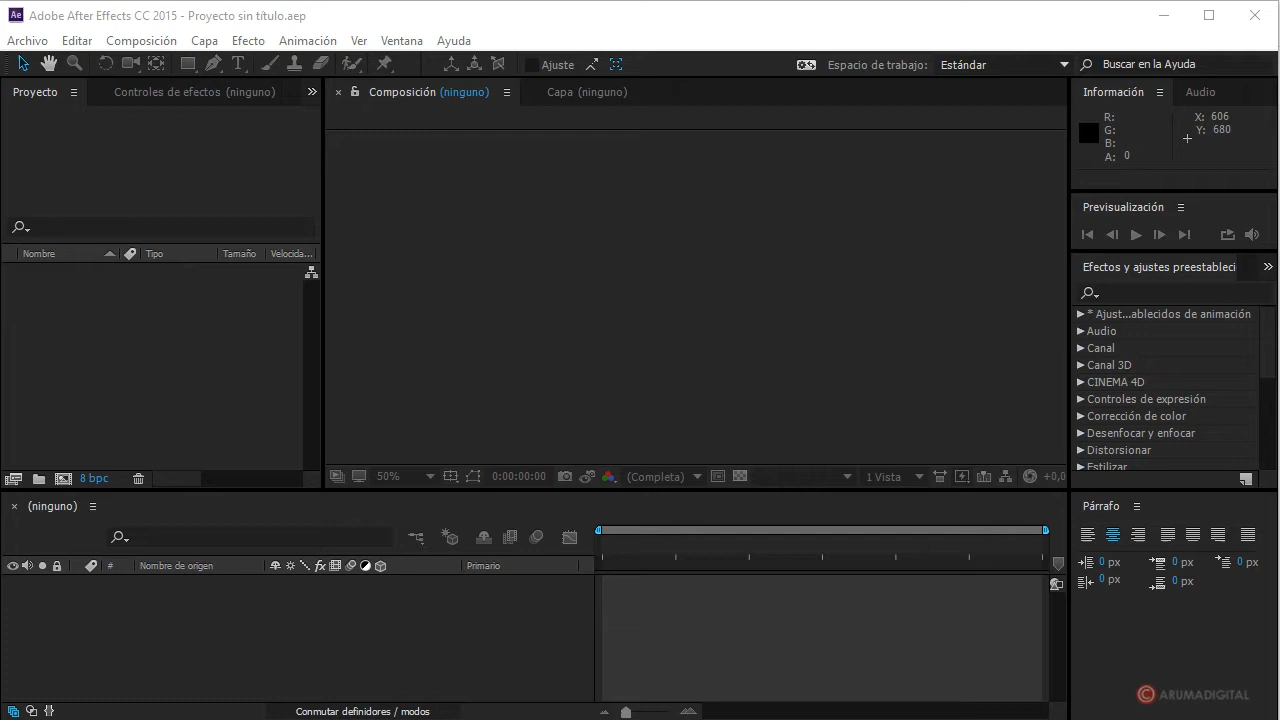 Adobe After Effects CC 2015 - Proyecto sin título.aep
Archivo Editar Composición Capa Efecto Animación Ver Ventana Ayuda
Ajuste Espacio de trabajo: Estándar Buscar en la Ayuda
Proyecto Controles de efectos (ninguno) Composición (ninguno) Capa (ninguno) Información Audio
R: X: 606
G: Y: 680
B:
A: 0
Previsualización
Nombre Tipo Tamaño Velocida...
Efectos y ajustes preestableci
* Ajust...ablecidos de animación
Audio
Canal
Canal 3D
CINEMA 4D
Controles de expresión
Corrección de color
Desenfocar y enfocar
Distorsionar
Estilizar
8 bpc 50% 0:00:00:00 (Completa) 1 Vista +0,0
(ninguno) Párrafo
# Nombre de origen fx Primario
0 px 0 px 0 px
0 px 0 px
Conmutar definidores / modos
© ARUMADIGITAL